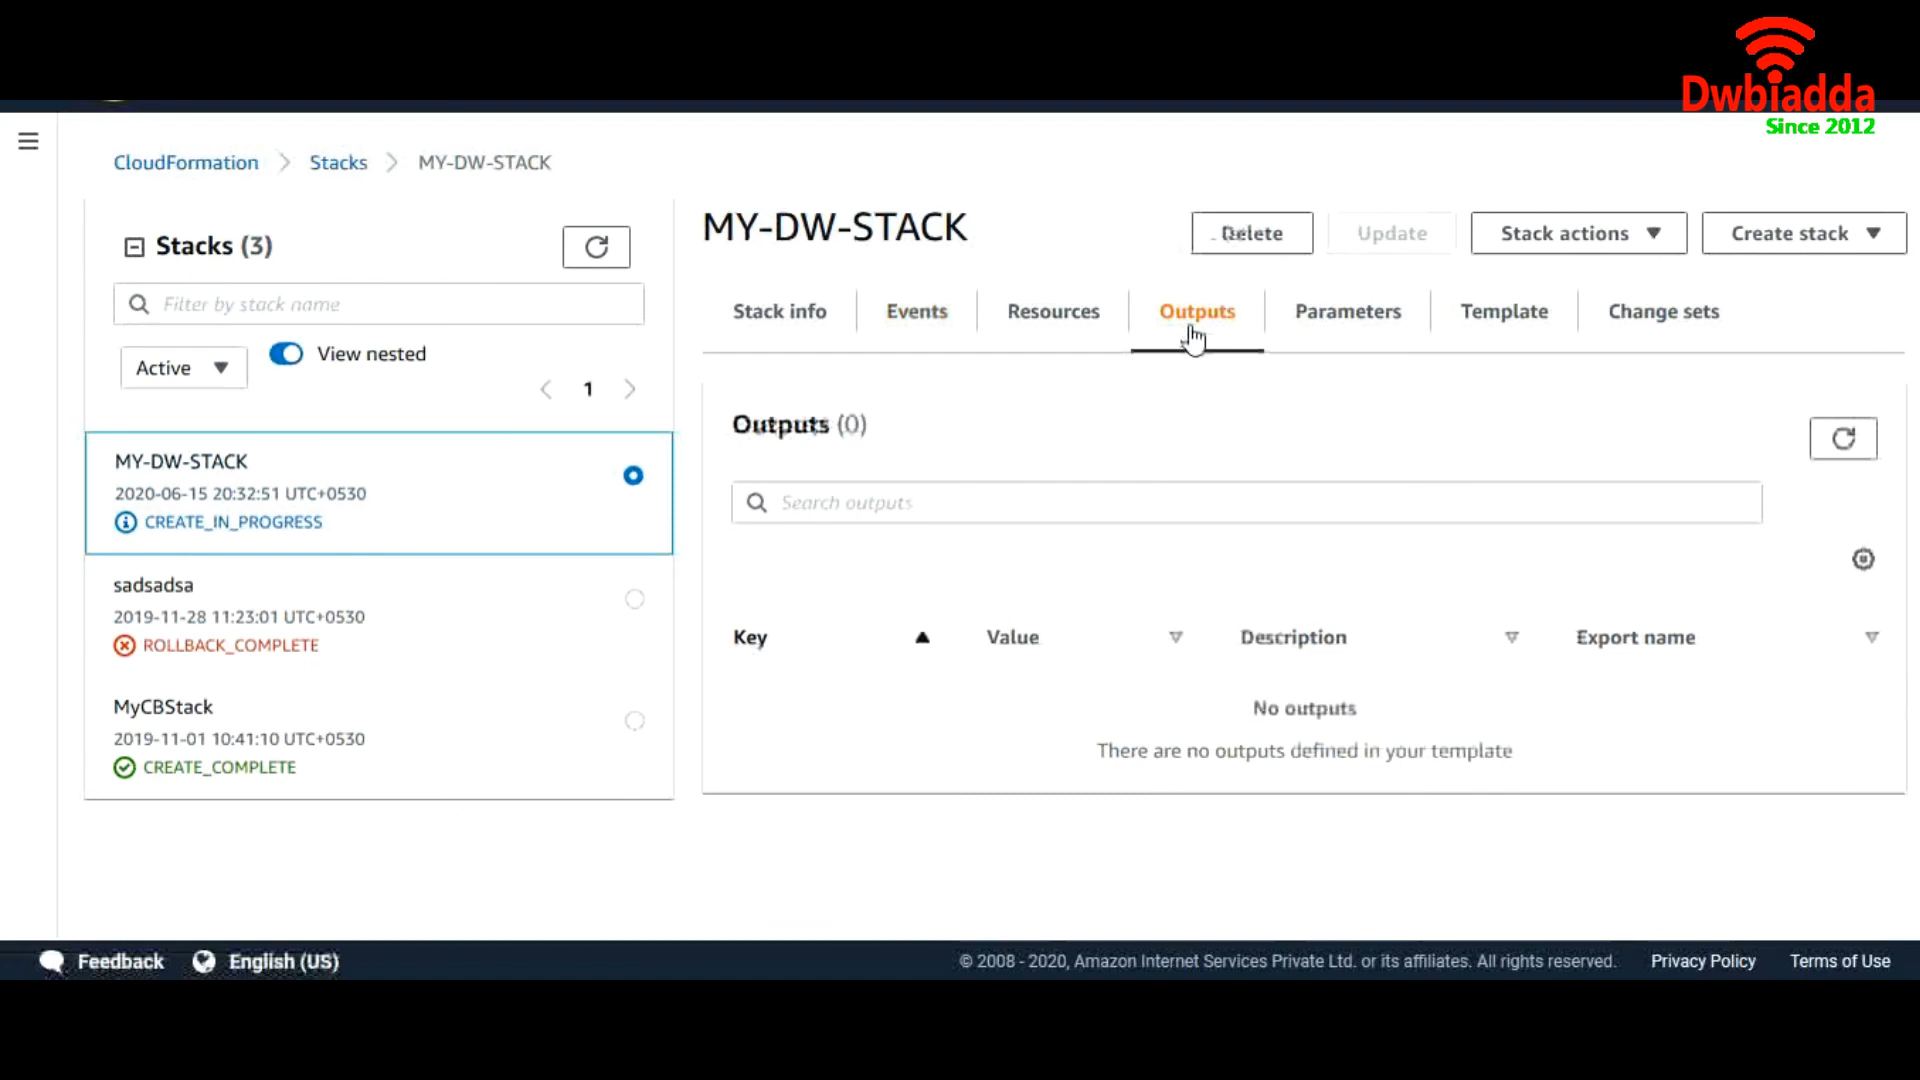 Dwbiadda
Since 2012
CloudFormation
Stacks
MY-DW-STACK
Stacks (3)
Filter by stack name
Active
View nested
1
MY-DW-STACK
2020-06-15 20:32:51 UTC+0530
CREATE_IN_PROGRESS
sadsadsa
2019-11-28 11:23:01 UTC+0530
ROLLBACK_COMPLETE
MyCBStack
2019-11-01 10:41:10 UTC+0530
CREATE_COMPLETE
MY-DW-STACK
Delete
Update
Stack actions
Create stack
Stack info
Events
Resources
Outputs
Parameters
Template
Change sets
Outputs (0)
Search outputs
Key
Value
Description
Export name
No outputs
There are no outputs defined in your template
Feedback
English (US)
© 2008 - 2020, Amazon Internet Services Private Ltd. or its affiliates. All rights reserved.
Privacy Policy
Terms of Use